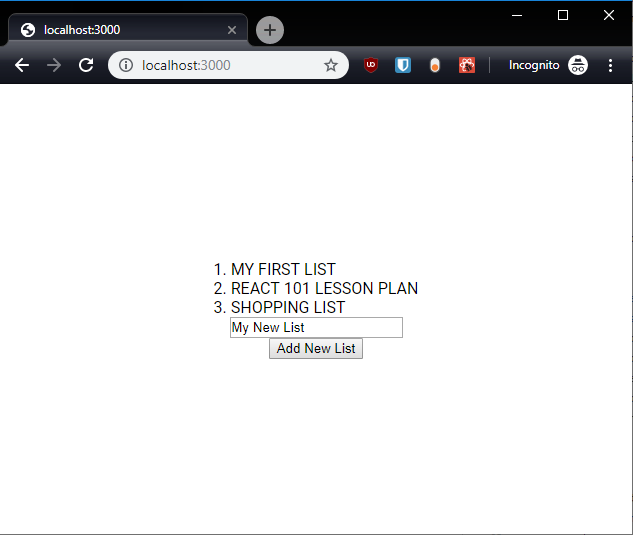 localhost:3000
localhost:3000
Incognito
1. MY FIRST LIST
2. REACT 101 LESSON PLAN
3. SHOPPING LIST
My New List
Add New List